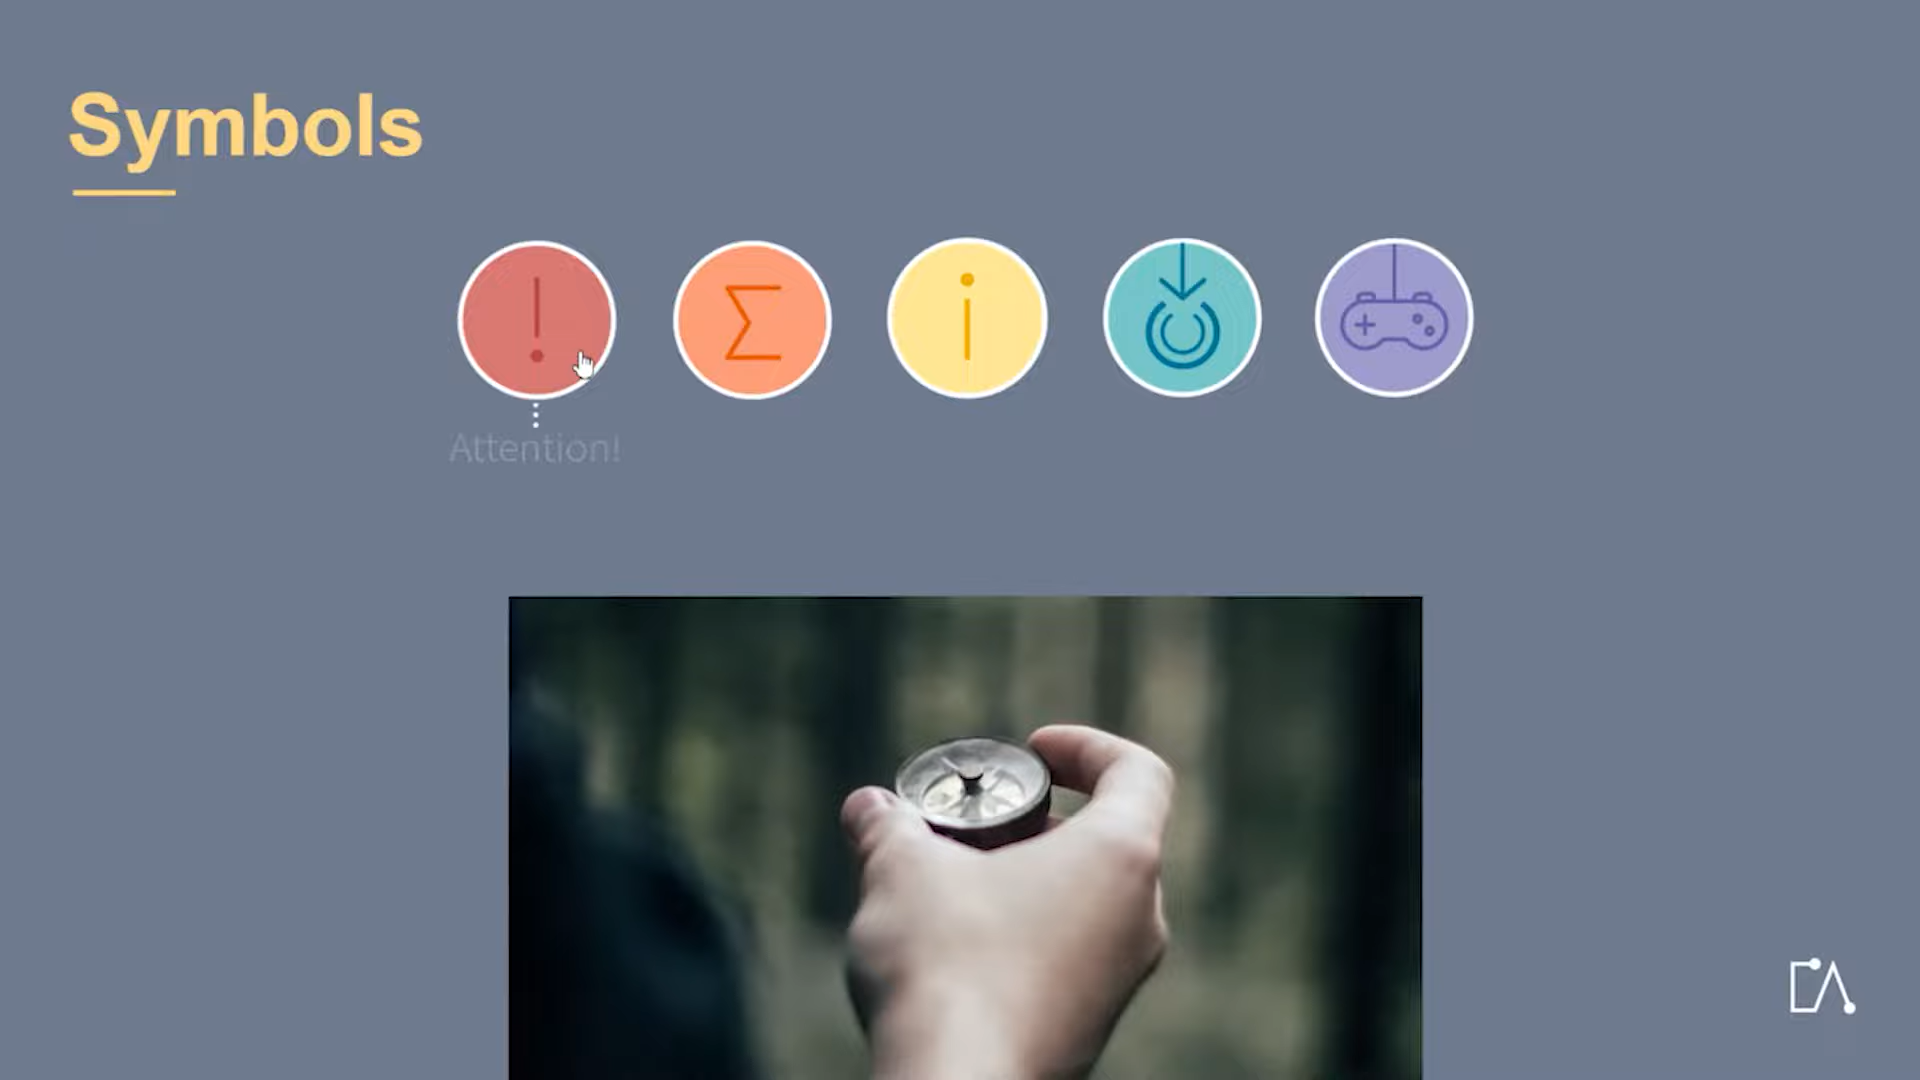 Symbols
! Σ i
Attention!